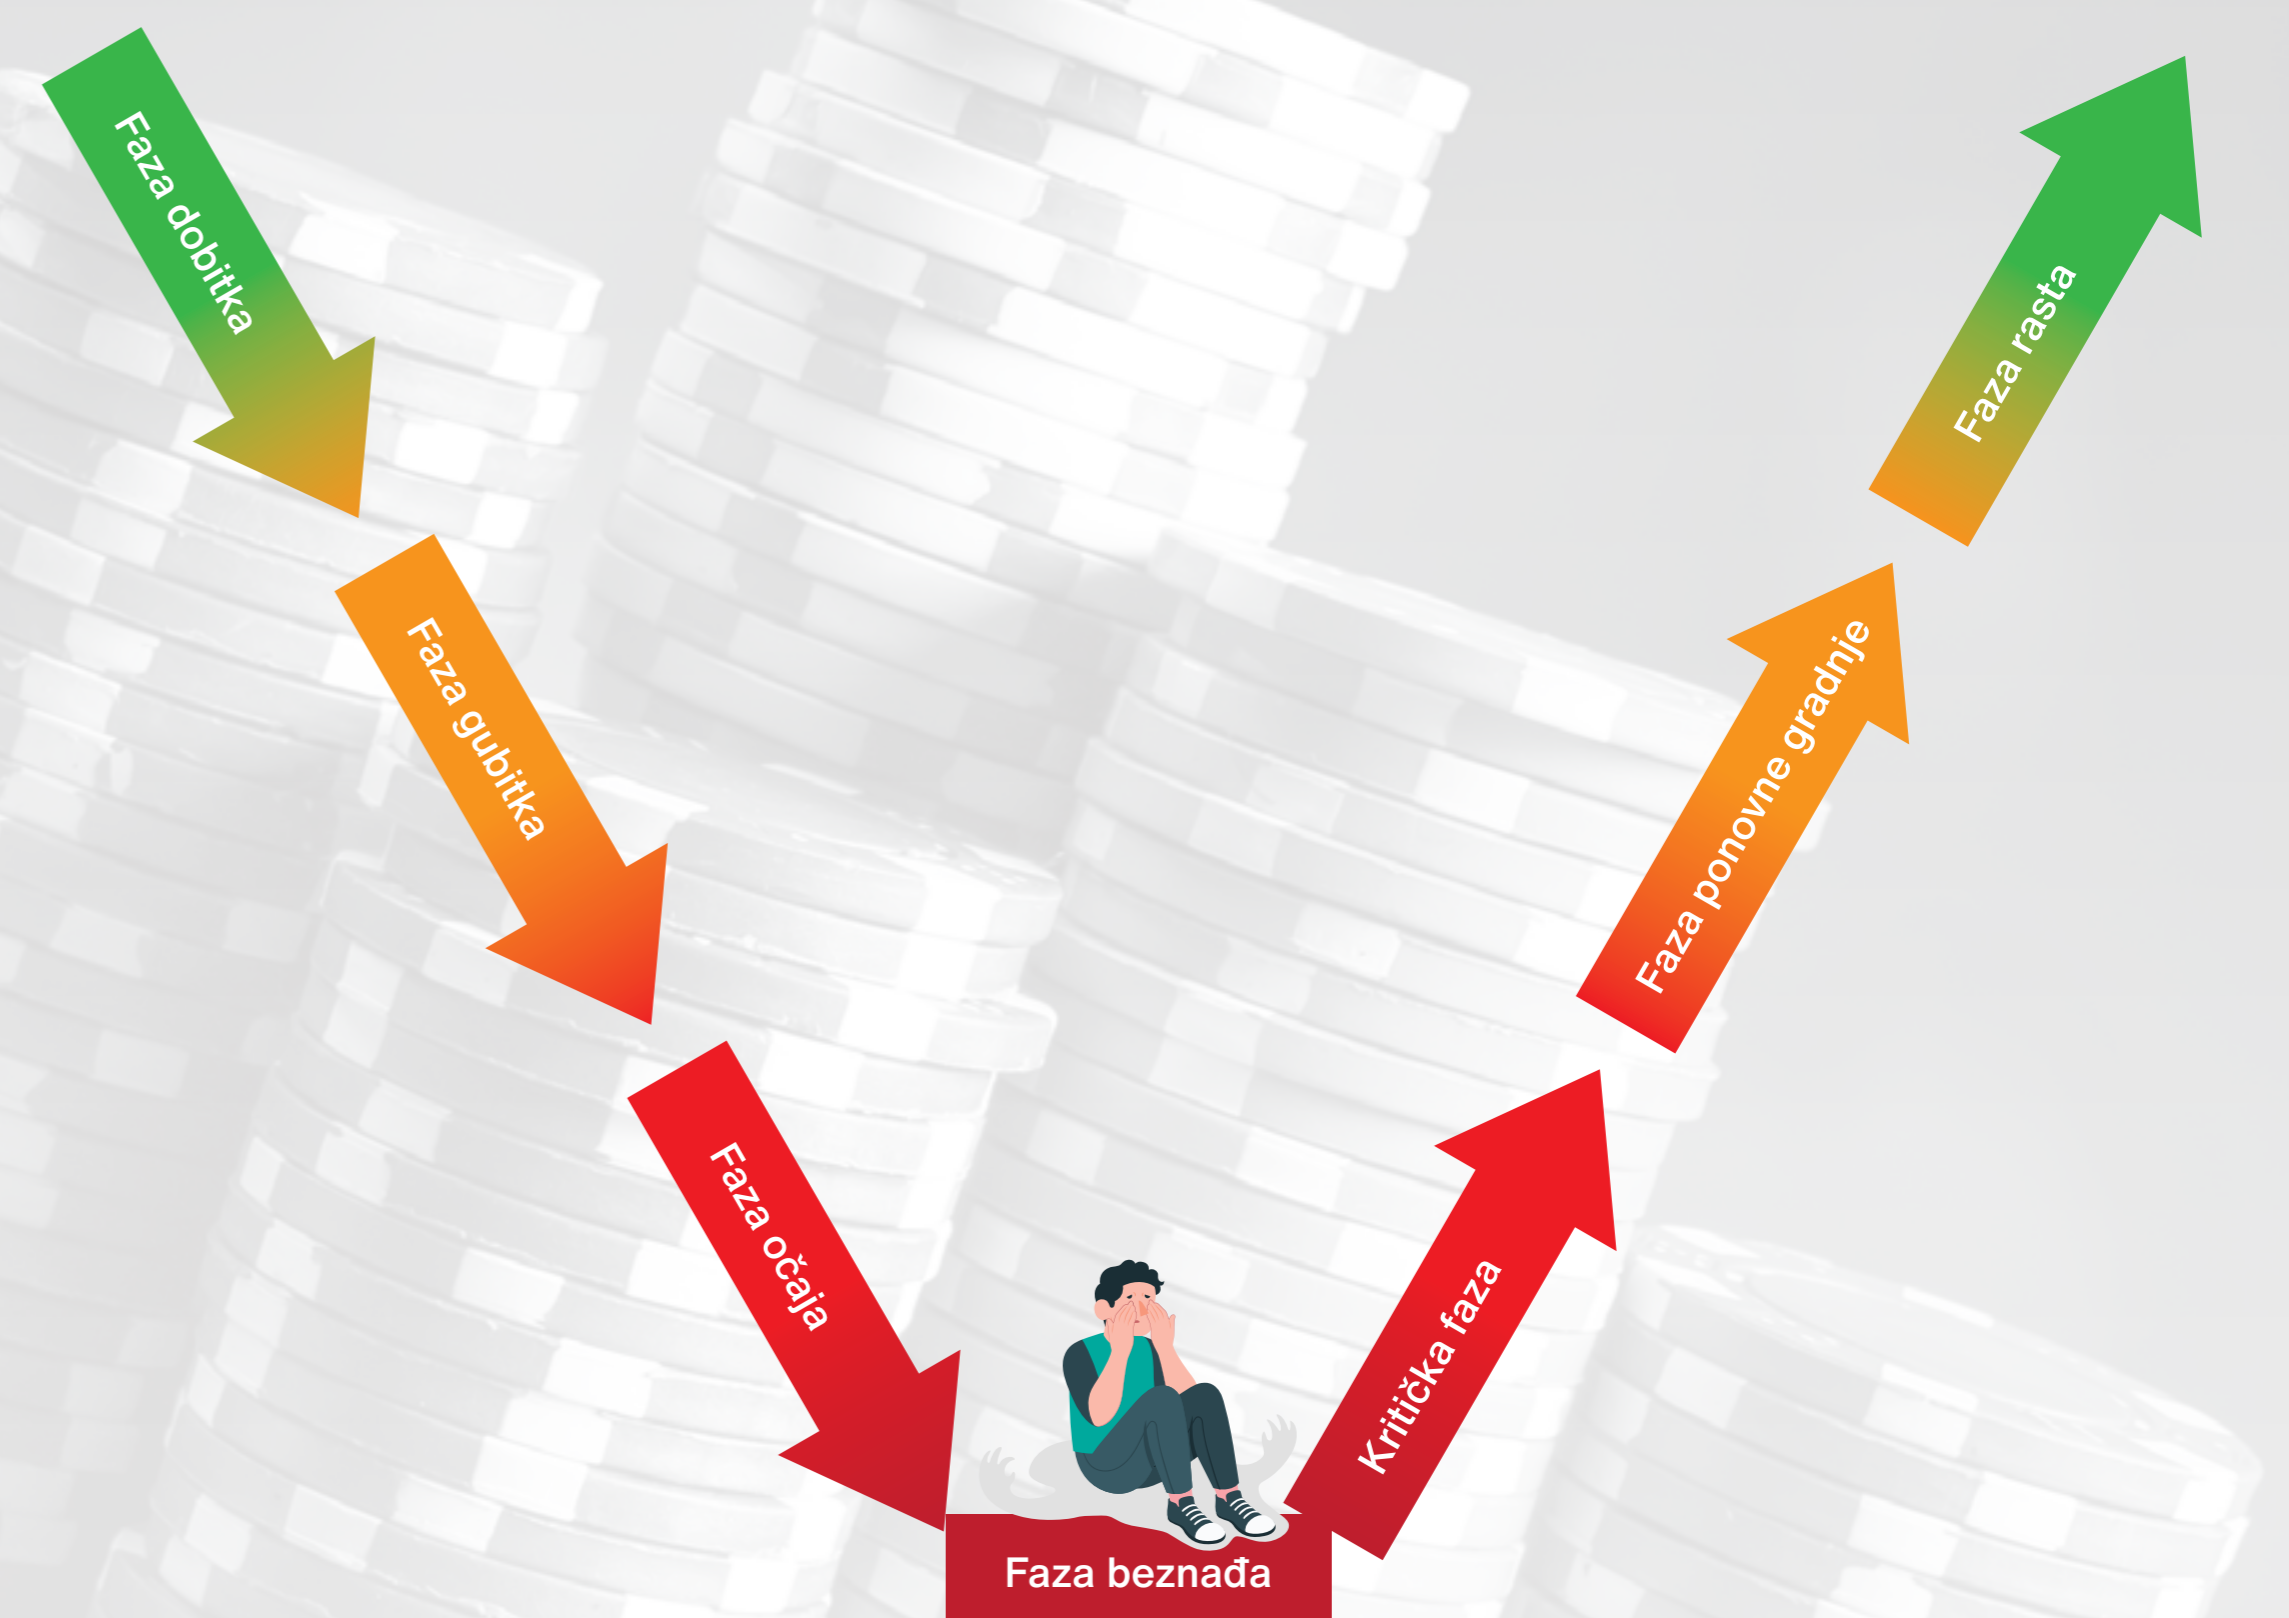 Faza dobitka
Faza gubitka
Faza očaja
Faza beznađa
Kritička faza
Faza ponovne gradnje
Faza rasta